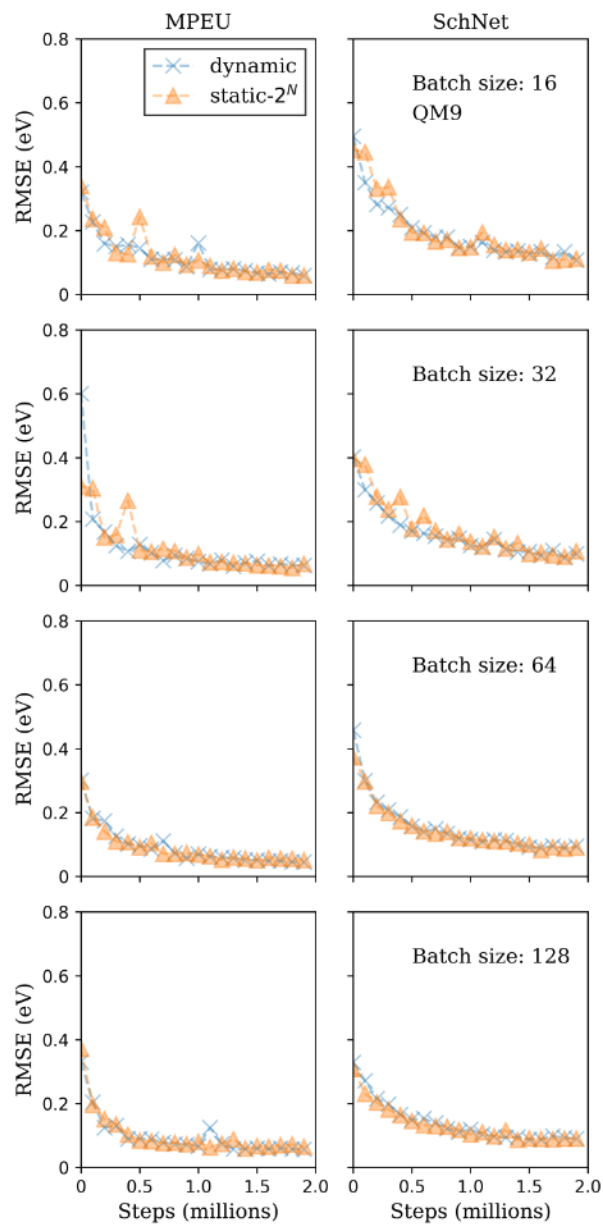 MPEU
SchNet
0.8
0.6
0.4
0.2
0
RMSE (eV)
dynamic
static-2^N
Batch size: 16
QM9
0.8
0.6
0.4
0.2
0
RMSE (eV)
Batch size: 32
0.8
0.6
0.4
0.2
0
RMSE (eV)
Batch size: 64
0.8
0.6
0.4
0.2
0
RMSE (eV)
Batch size: 128
0 0.5 1.0 1.5 2.0
Steps (millions)
0 0.5 1.0 1.5 2.0
Steps (millions)